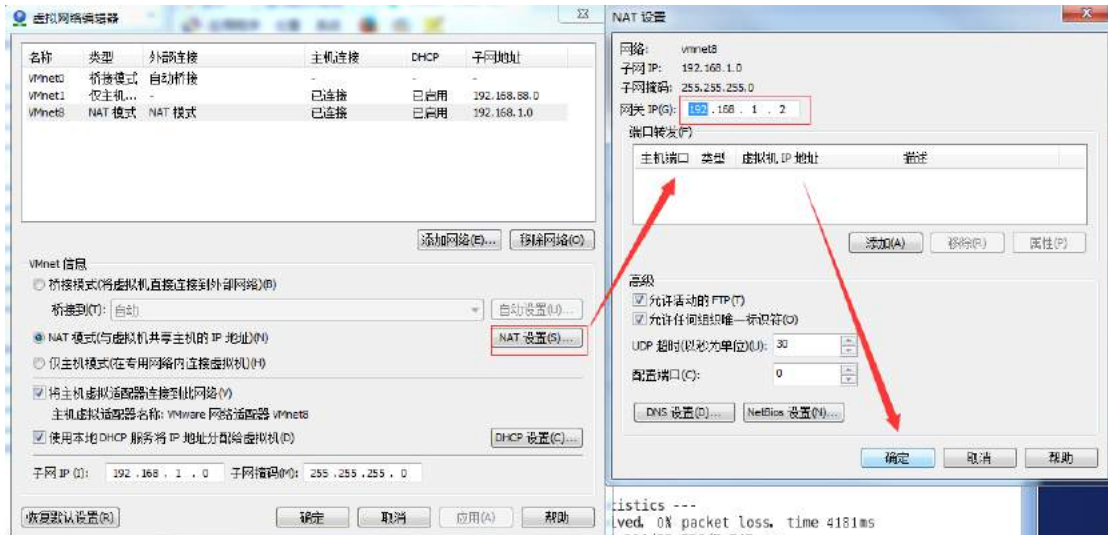 虚拟网络编辑器
名称 类型 外部连接 主机连接 DHCP 子网地址
VMnet0 桥接模式 自动桥接 - - -
VMnet1 仅主机... - 已连接 已启用 192.168.88.0
VMnet8 NAT 模式 NAT 模式 已连接 已启用 192.168.1.0
添加网络(E)... 移除网络(O)
VMnet 信息
桥接模式(将虚拟机直接连接到外部网络)(B)
桥接到(T): 自动 自动设置(U)...
NAT 模式(与虚拟机共享主机的 IP 地址)(N) NAT 设置(S)...
仅主机模式(在专用网络内连接虚拟机)(H)
将主机虚拟适配器连接到此网络(V)
主机虚拟适配器名称: VMware 网络适配器 VMnet8
使用本地 DHCP 服务将 IP 地址分配给虚拟机(D) DHCP 设置(C)...
子网 IP (I): 192 . 168 . 1 . 0 子网掩码(M): 255 . 255 . 255 . 0
恢复默认设置(R) 确定 取消 应用(A) 帮助
NAT 设置
网络: vmnet8
子网 IP: 192.168.1.0
子网掩码: 255.255.255.0
网关 IP(G): 192 . 168 . 1 . 2
端口转发(F)
主机端口 类型 虚拟机 IP 地址 描述
添加(A) 移除(R) 属性(P)
高级
允许活动的 FTP(T)
允许任何组织唯一标识符(O)
UDP 超时(以秒为单位)(U): 30
配置端口(C): 0
DNS 设置(D)... NetBios 设置(N)...
确定 取消 帮助
tistics ---
ived, 0% packet loss, time 4181ms